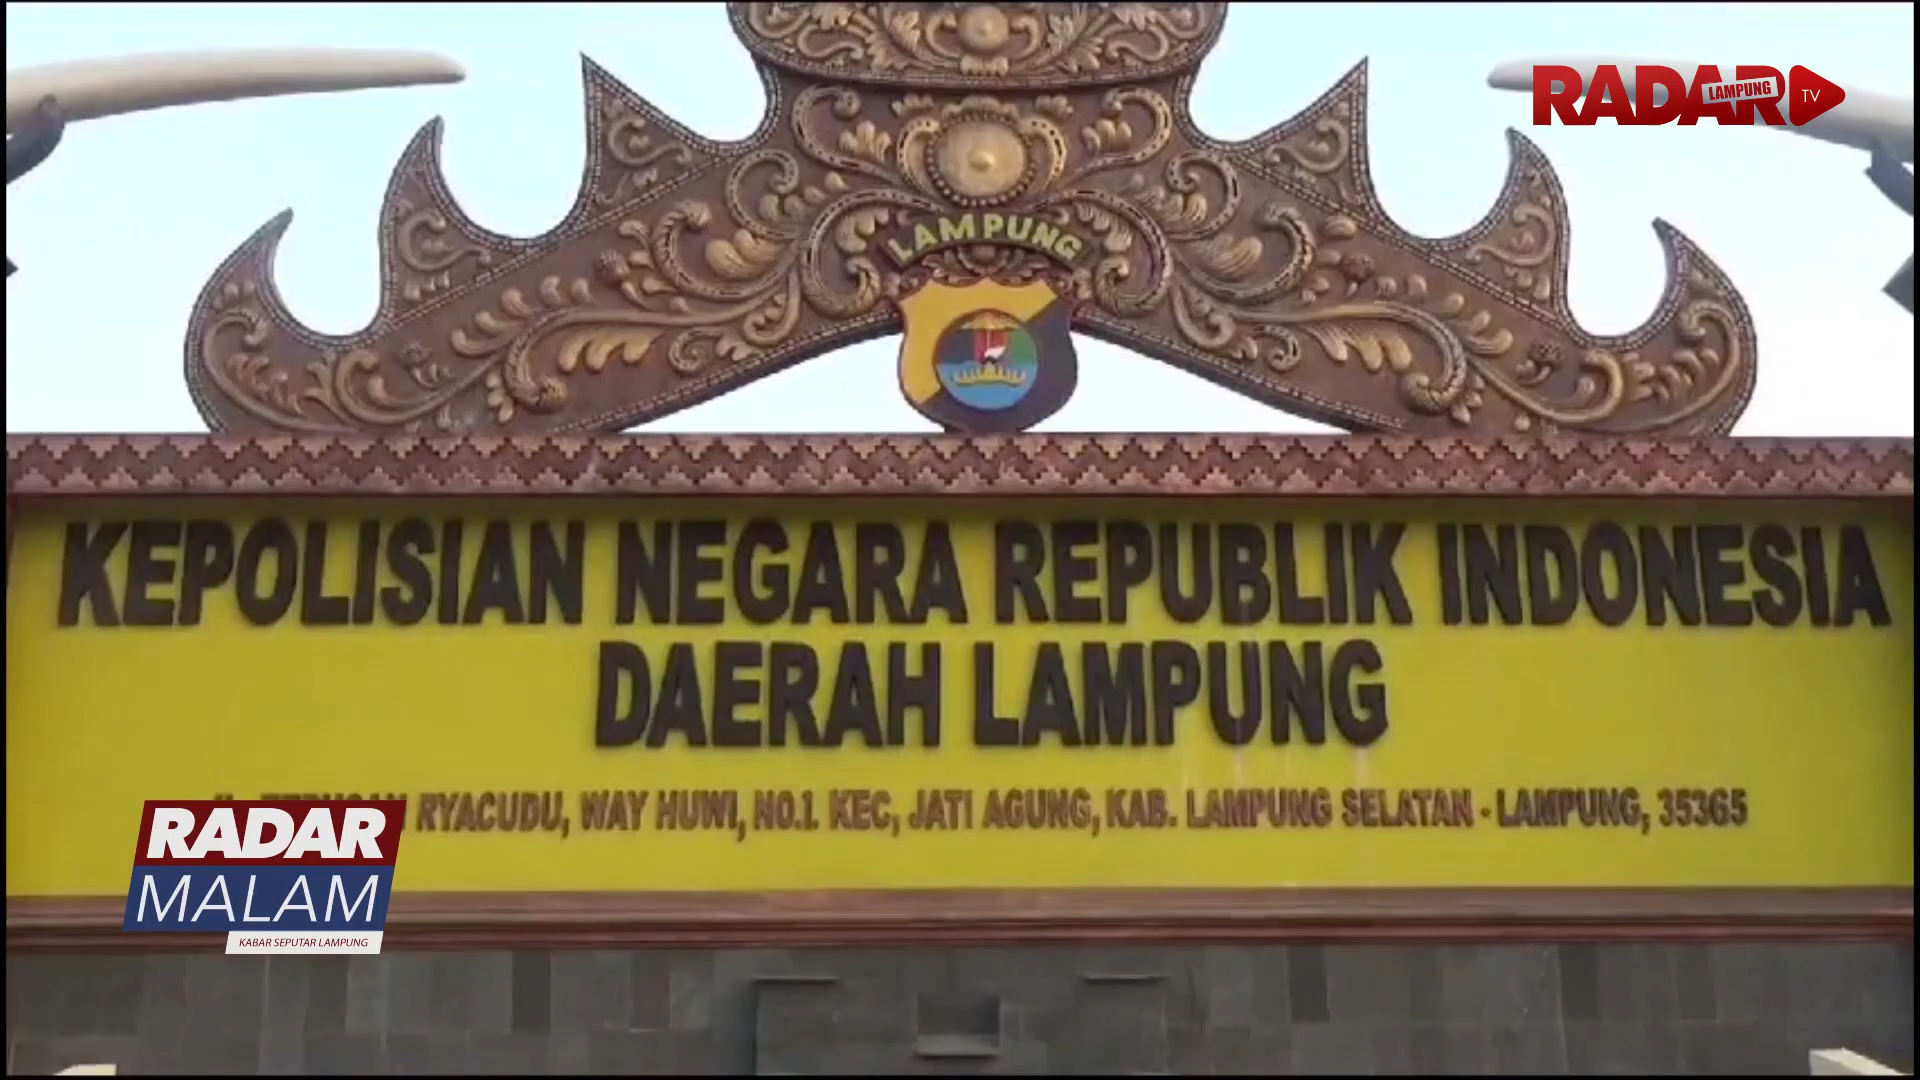 RADAR
LAMPUNG
TV
LAMPUNG
KEPOLISIAN NEGARA REPUBLIK INDONESIA
DAERAH LAMPUNG
RYACUDU, WAY HUWI, NO.1 KEC, JATI AGUNG, KAB. LAMPUNG SELATAN - LAMPUNG, 35365
RADAR
MALAM
KABAR SEPUTAR LAMPUNG